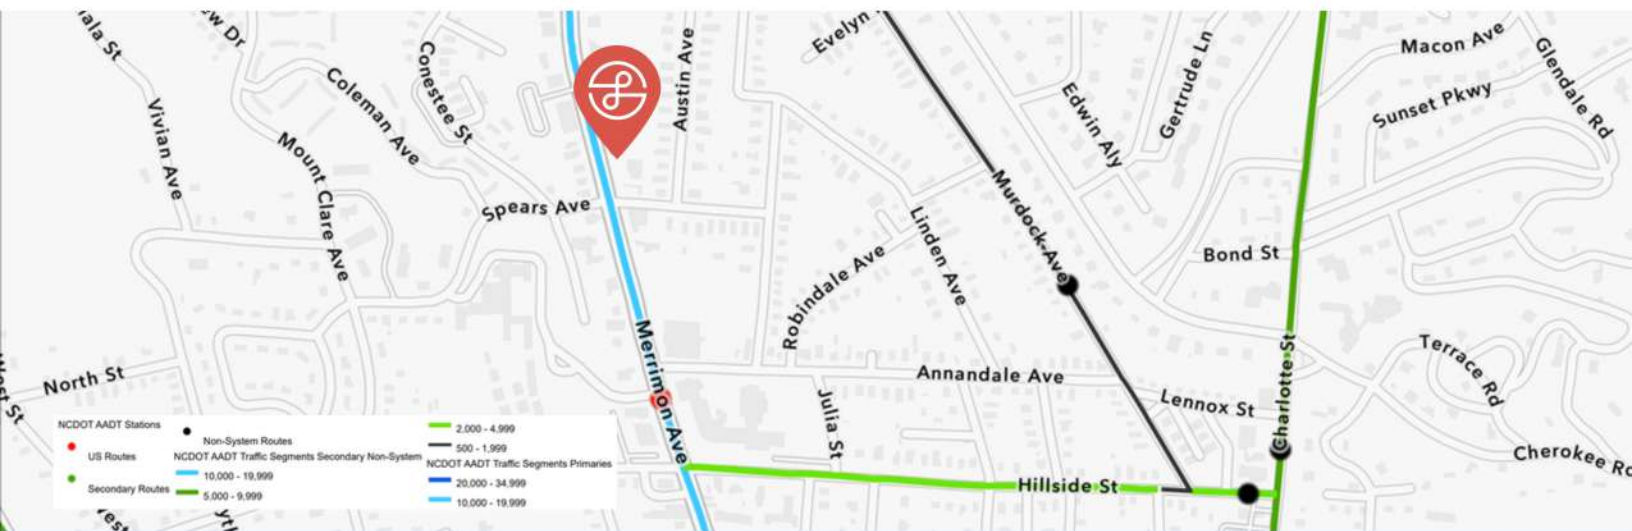 ew Dr
Evelyn
Austin Ave
Macon Ave
Glendale Rd
Conestee St
Coleman Ave
Vivian Ave
Edwin Aly
Gertrude Ln
Sunset Pkwy
Mount Clare Ave
Spears Ave
Murdock Ave
Linden Ave
Robindale Ave
Bond St
Merrimon Ave
Charlotte St
Terrace Rd
North St
Annandale Ave
Lennox St
Julia St
Cherokee Rd
Hillside St
NCDOT AADT Stations
US Routes
Secondary Routes
Non-System Routes
NCDOT AADT Traffic Segments Secondary Non-System
10,000 - 19,999
5,000 - 9,999
2,000 - 4,999
500 - 1,999
NCDOT AADT Traffic Segments Primaries
20,000 - 34,999
10,000 - 19,999